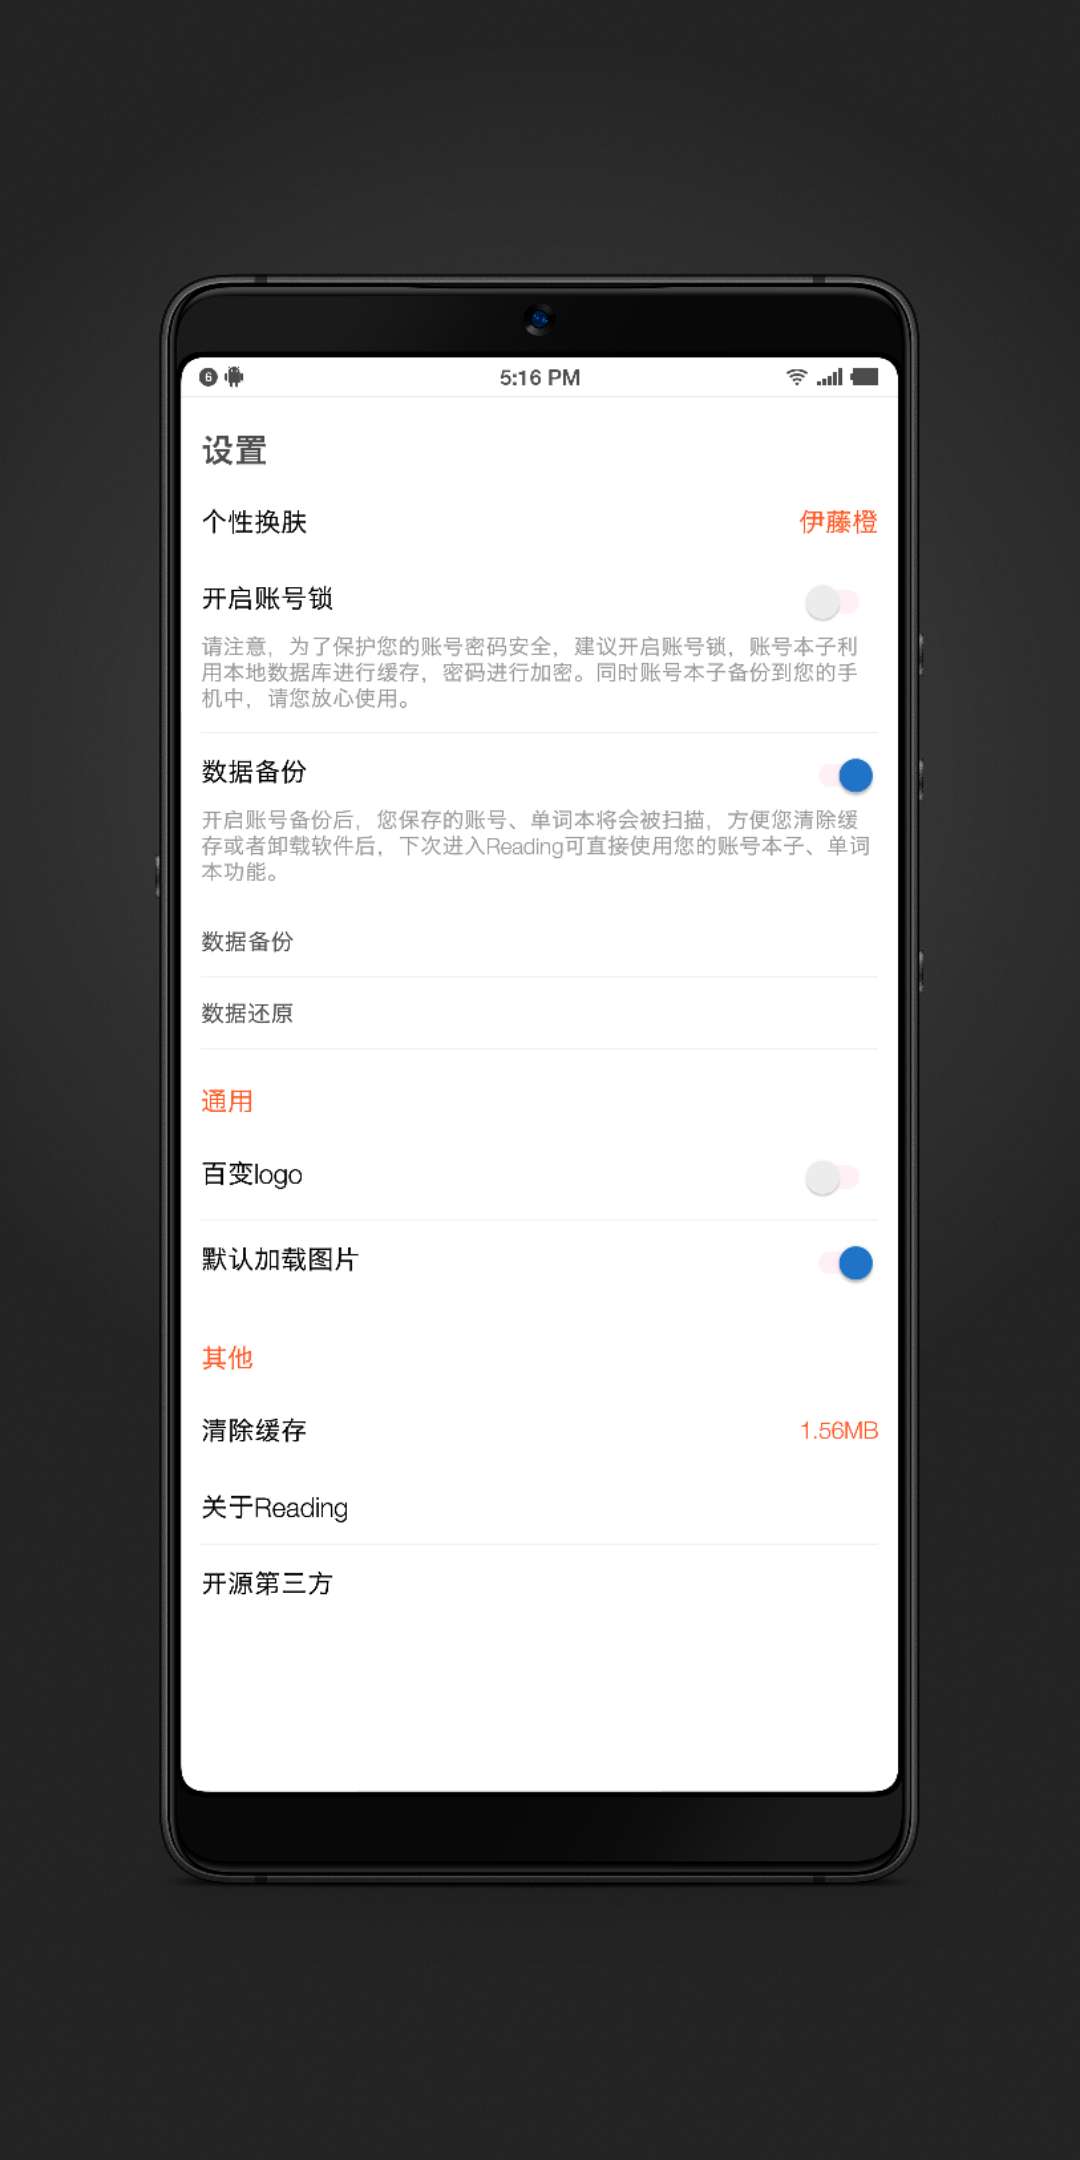 6
5:16 PM
设置
个性换肤 伊藤橙
开启账号锁
请注意，为了保护您的账号密码安全，建议开启账号锁，账号本子利
用本地数据库进行缓存，密码进行加密。同时账号本子备份到您的手
机中，请您放心使用。
数据备份
开启账号备份后，您保存的账号、单词本将会被扫描，方便您清除缓
存或者卸载软件后，下次进入Reading可直接使用您的账号本子、单词
本功能。
数据备份
数据还原
通用
百变logo
默认加载图片
其他
清除缓存 1.56MB
关于Reading
开源第三方